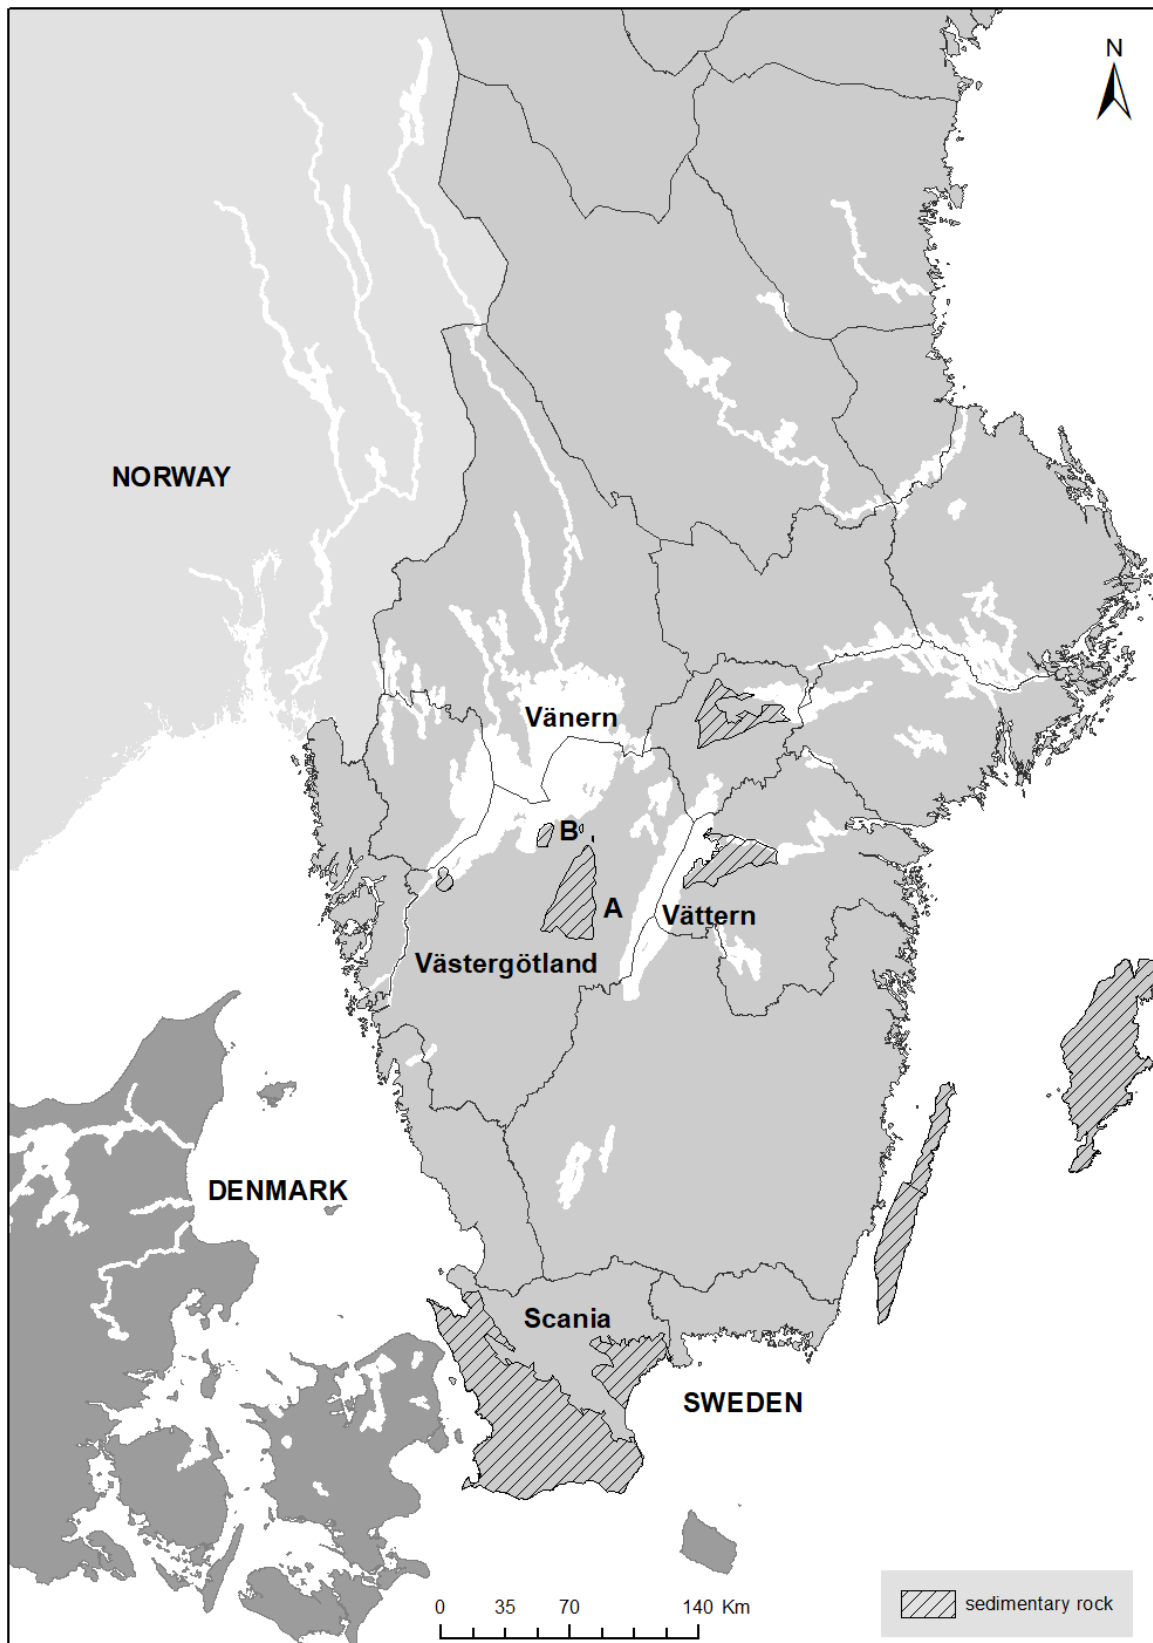 N
NORWAY
Vänern
B
A
Vättern
Västergötland
DENMARK
Scania
SWEDEN
0 35 70 140 Km
sedimentary rock